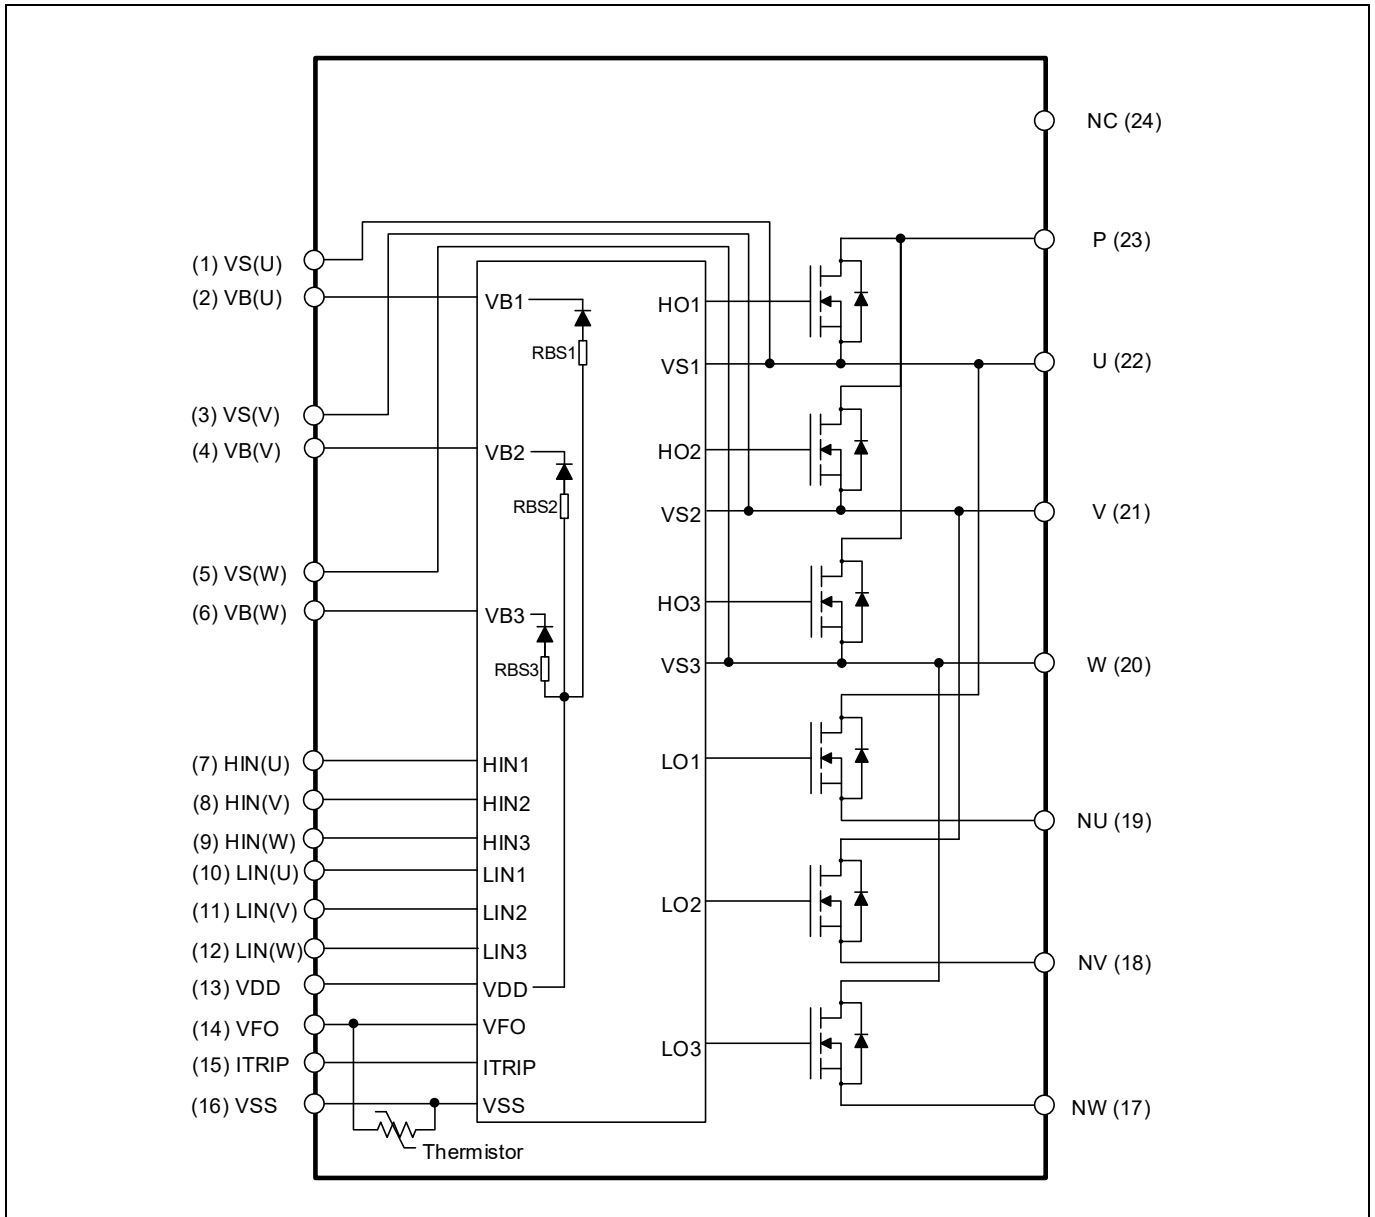 NC (24)
P (23)
(1) VS(U)
(2) VB(U)
VB1
HO1
RBS1
VS1
U (22)
(3) VS(V)
(4) VB(V)
VB2
HO2
RBS2
VS2
V (21)
(5) VS(W)
(6) VB(W)
VB3
HO3
RBS3
VS3
W (20)
(7) HIN(U)
HIN1
LO1
(8) HIN(V)
HIN2
(9) HIN(W)
HIN3
NU (19)
(10) LIN(U)
LIN1
(11) LIN(V)
LIN2
LO2
(12) LIN(W)
LIN3
NV (18)
(13) VDD
VDD
(14) VFO
VFO
LO3
(15) ITRIP
ITRIP
(16) VSS
VSS
NW (17)
Thermistor